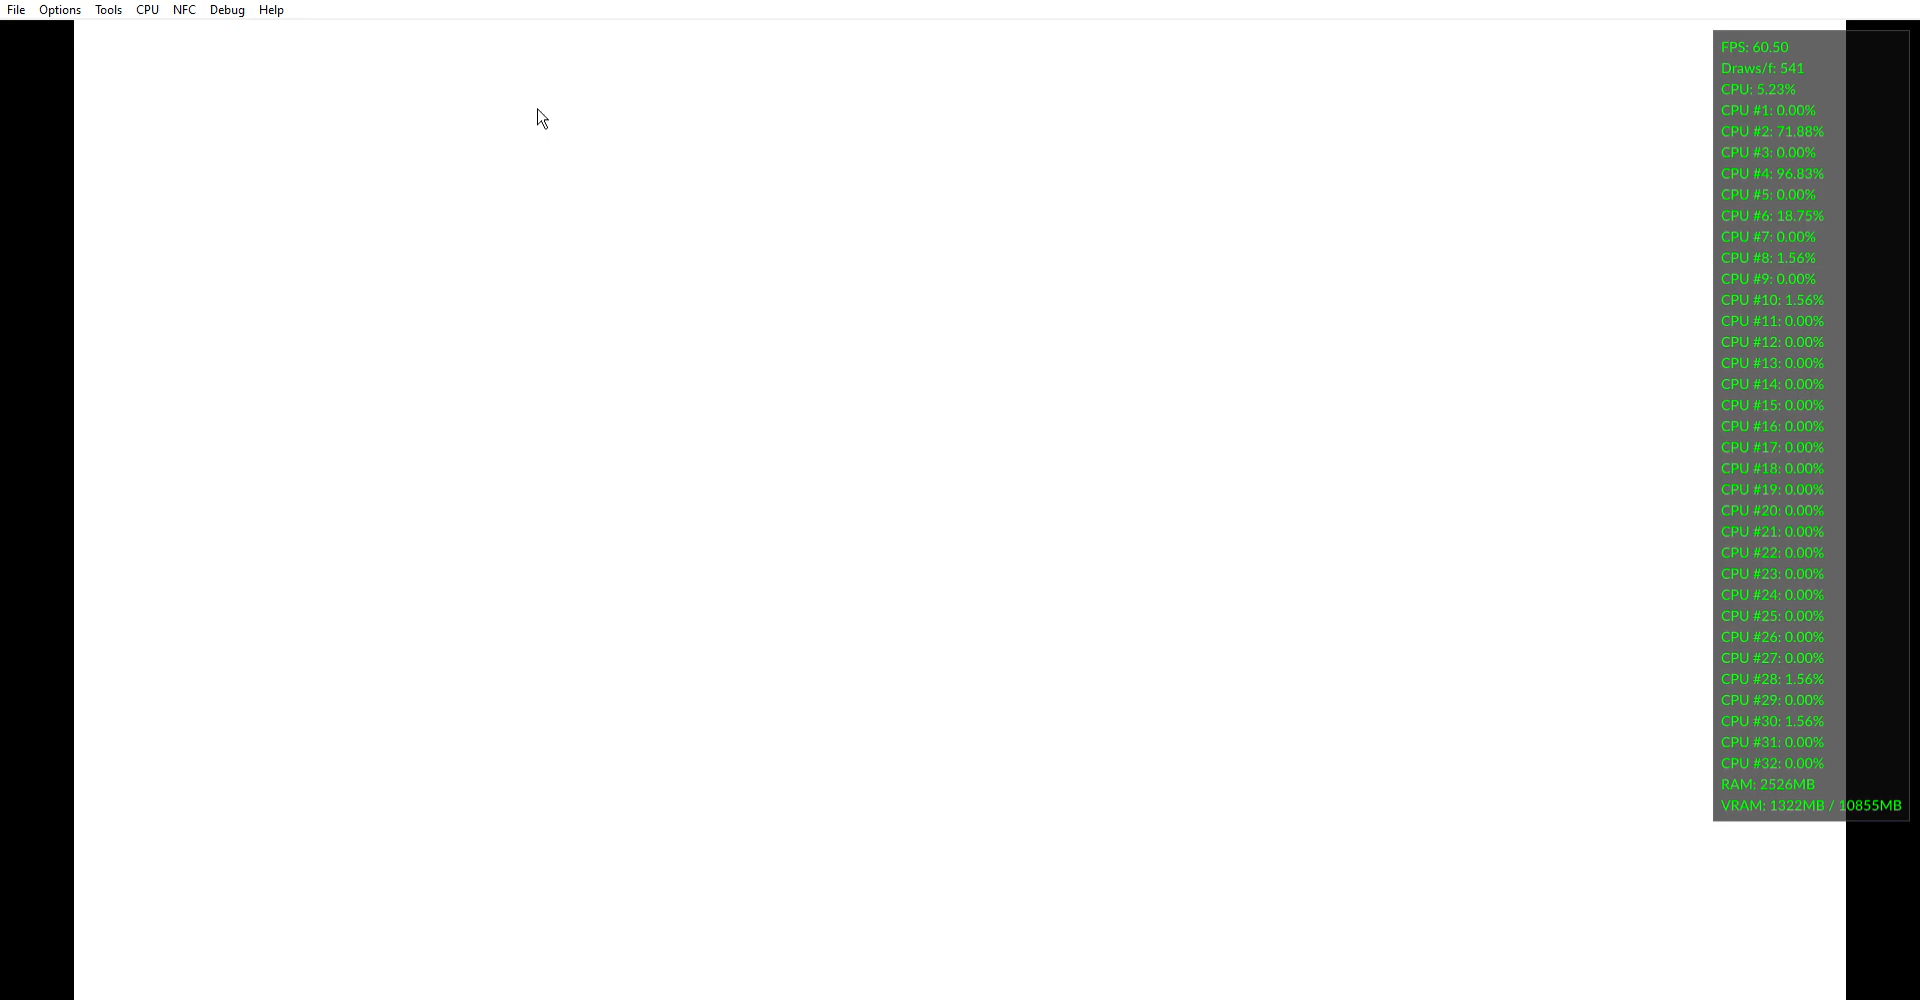 File Options Tools CPU NFC Debug Help
FPS: 60.50
Draws/f: 541
CPU: 5.23%
CPU #1: 0.00%
CPU #2: 71.88%
CPU #3: 0.00%
CPU #4: 96.83%
CPU #5: 0.00%
CPU #6: 18.75%
CPU #7: 0.00%
CPU #8: 1.56%
CPU #9: 0.00%
CPU #10: 1.56%
CPU #11: 0.00%
CPU #12: 0.00%
CPU #13: 0.00%
CPU #14: 0.00%
CPU #15: 0.00%
CPU #16: 0.00%
CPU #17: 0.00%
CPU #18: 0.00%
CPU #19: 0.00%
CPU #20: 0.00%
CPU #21: 0.00%
CPU #22: 0.00%
CPU #23: 0.00%
CPU #24: 0.00%
CPU #25: 0.00%
CPU #26: 0.00%
CPU #27: 0.00%
CPU #28: 1.56%
CPU #29: 0.00%
CPU #30: 1.56%
CPU #31: 0.00%
CPU #32: 0.00%
RAM: 2526MB
VRAM: 1322MB / 10855MB